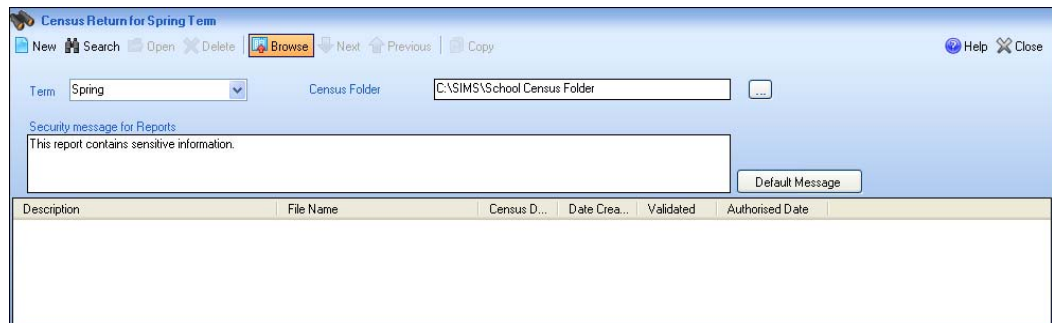 Census Return for Spring Term
New Search Open Delete Browse Next Previous Copy Help Close
Term Spring Census Folder C:\SIMS\School Census Folder ...
Security message for Reports
This report contains sensitive information.
Default Message
Description File Name Census D... Date Crea... Validated Authorised Date